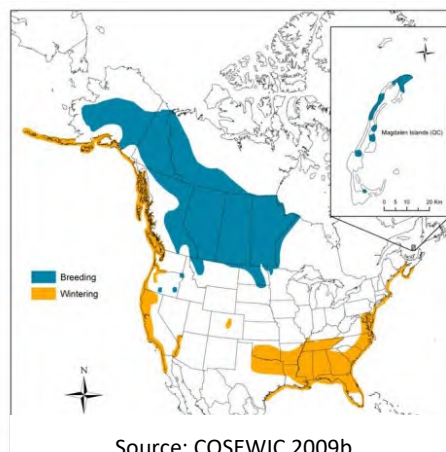 N
Magdalen Islands (QC)
0 5 10 20 Km
Breeding
Wintering
N
Source: COSEWIC 2009b